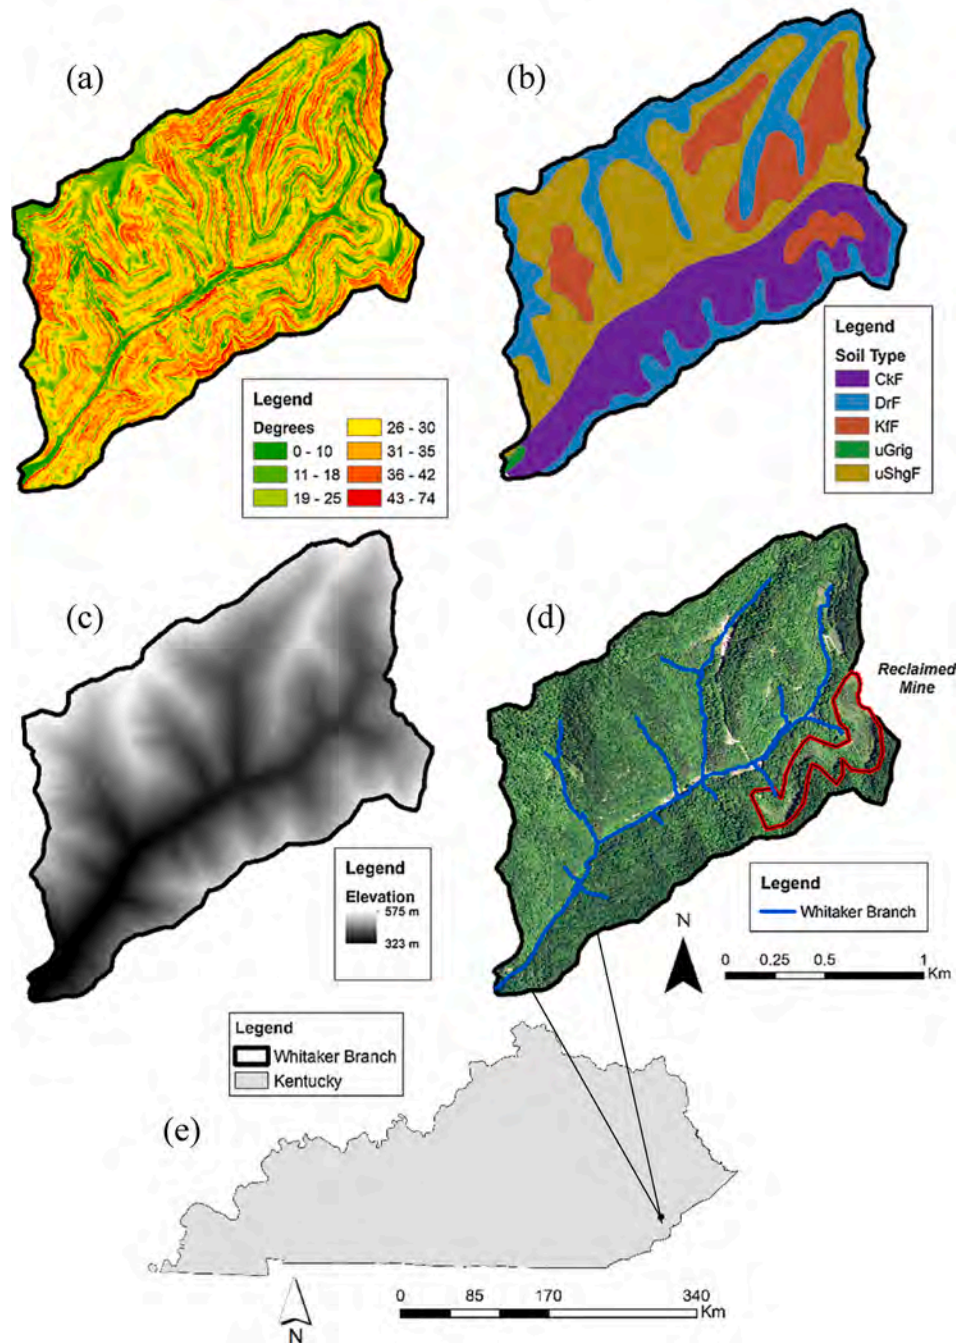 (a)
Legend
Degrees
0 - 10
11 - 18
19 - 25
26 - 30
31 - 35
36 - 42
43 - 74
(b)
Legend
Soil Type
CkF
DrF
KfF
uGrig
uShgF
(c)
Legend
Elevation
575 m
323 m
(d)
Reclaimed
Mine
Legend
Whitaker Branch
N
0 0.25 0.5 1
Km
Legend
Whitaker Branch
Kentucky
(e)
N
0 85 170 340
Km